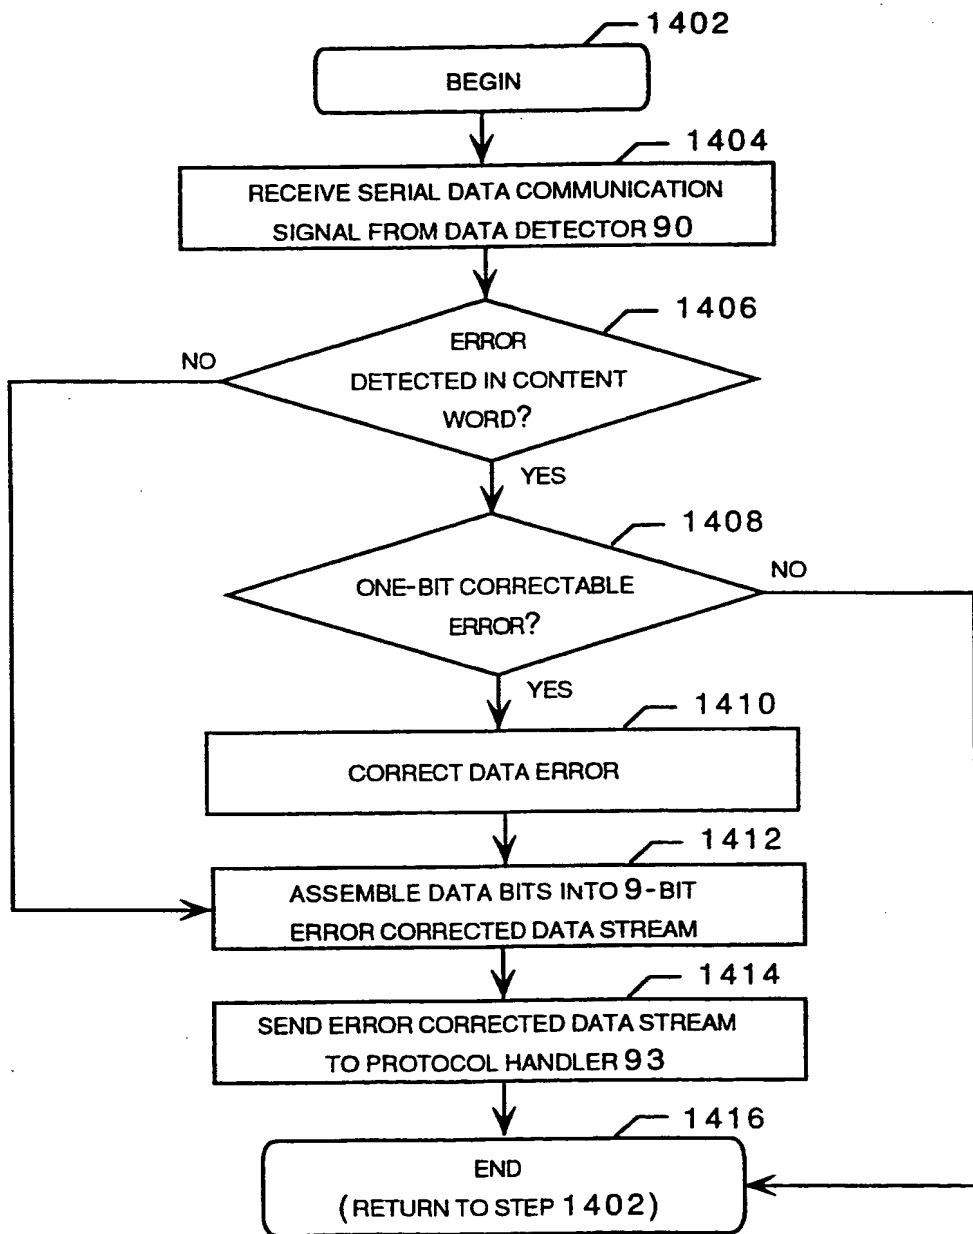 1402
BEGIN
1404
RECEIVE SERIAL DATA COMMUNICATION
SIGNAL FROM DATA DETECTOR 90
1406
NO
ERROR
DETECTED IN CONTENT
WORD?
YES
1408
NO
ONE-BIT CORRECTABLE
ERROR?
YES
1410
CORRECT DATA ERROR
1412
ASSEMBLE DATA BITS INTO 9-BIT
ERROR CORRECTED DATA STREAM
1414
SEND ERROR CORRECTED DATA STREAM
TO PROTOCOL HANDLER 93
1416
END
(RETURN TO STEP 1402)